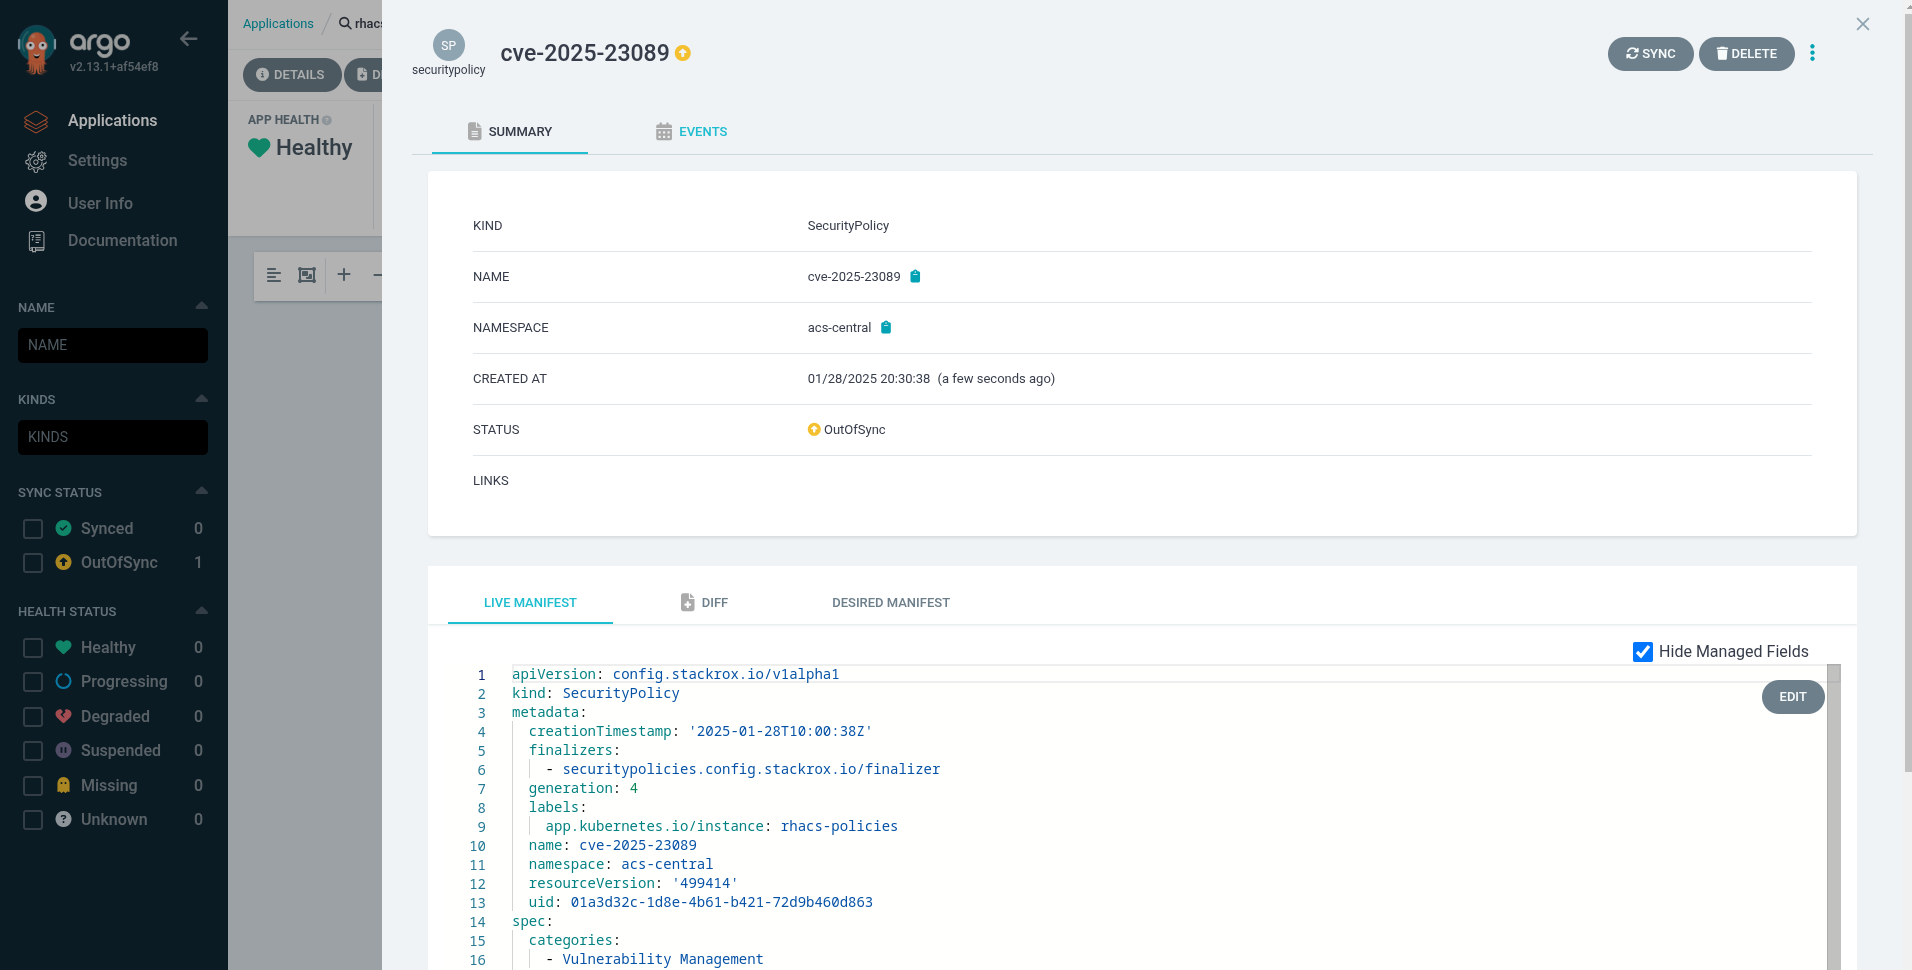 argo
v2.13.1+af54ef8
Applications
Settings
User Info
Documentation
NAME
NAME
KINDS
KINDS
SYNC STATUS
Synced 0
OutOfSync 1
HEALTH STATUS
Healthy 0
Progressing 0
Degraded 0
Suspended 0
Missing 0
Unknown 0
Applications / rhacs
DETAILS D
APP HEALTH
Healthy
SP
securitypolicy
cve-2025-23089
SYNC
DELETE
SUMMARY
EVENTS
KIND SecurityPolicy
NAME cve-2025-23089
NAMESPACE acs-central
CREATED AT 01/28/2025 20:30:38 (a few seconds ago)
STATUS OutOfSync
LINKS
LIVE MANIFEST
DIFF
DESIRED MANIFEST
Hide Managed Fields
EDIT
1 apiVersion: config.stackrox.io/v1alpha1
2 kind: SecurityPolicy
3 metadata:
4 creationTimestamp: '2025-01-28T10:00:38Z'
5 finalizers:
6 - securitypolicies.config.stackrox.io/finalizer
7 generation: 4
8 labels:
9 app.kubernetes.io/instance: rhacs-policies
10 name: cve-2025-23089
11 namespace: acs-central
12 resourceVersion: '499414'
13 uid: 01a3d32c-1d8e-4b61-b421-72d9b460d863
14 spec:
15 categories:
16 - Vulnerability Management